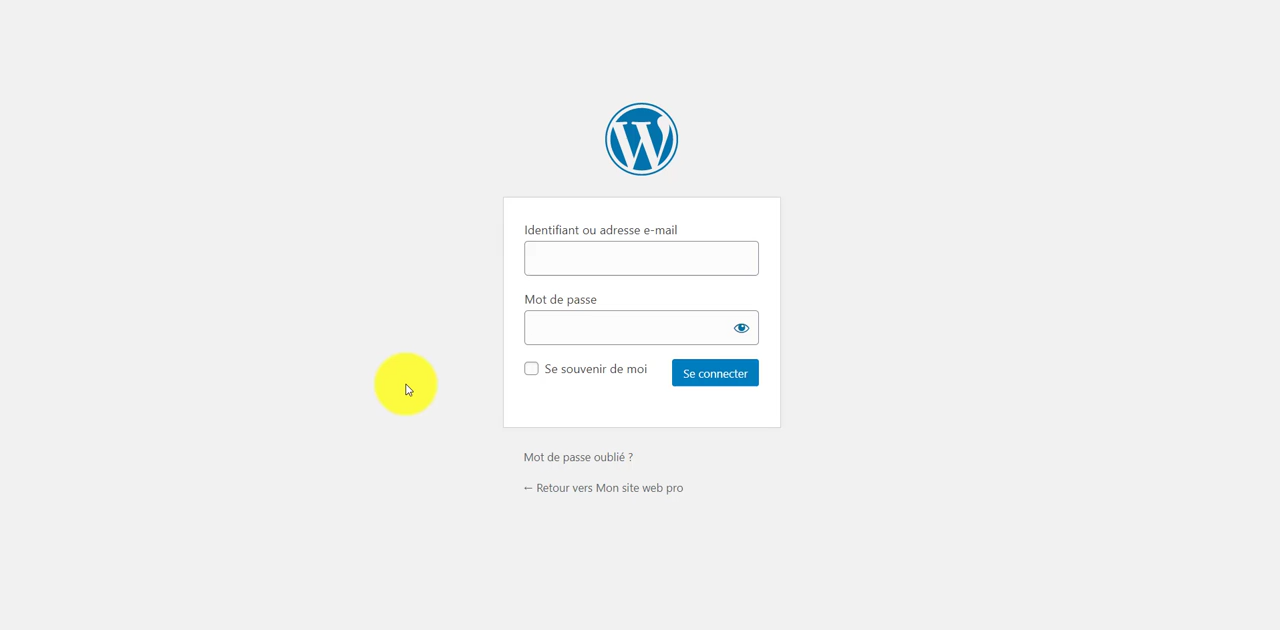 Identifiant ou adresse e-mail
Mot de passe
Se souvenir de moi
Se connecter
Mot de passe oublié ?
← Retour vers Mon site web pro